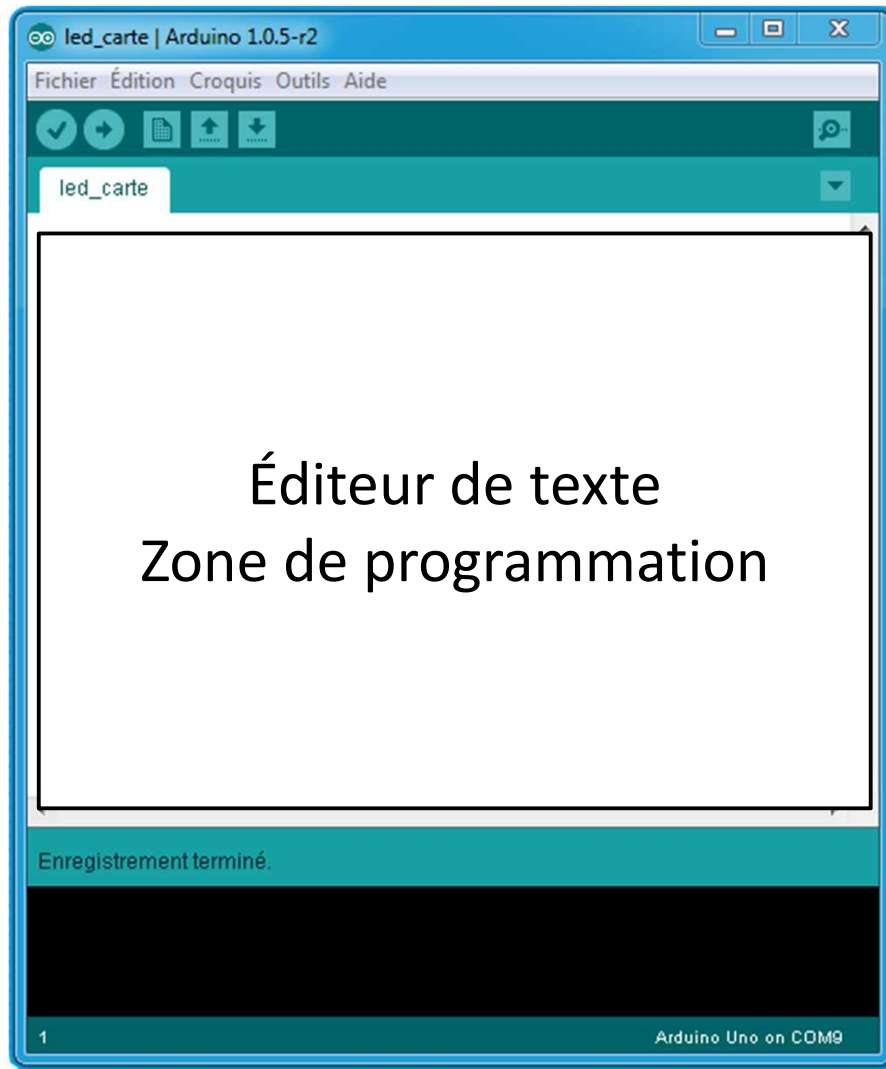 led_carte | Arduino 1.0.5-r2
Fichier Édition Croquis Outils Aide
led_carte
Éditeur de texte
Zone de programmation
Enregistrement terminé.
1 Arduino Uno on COM9